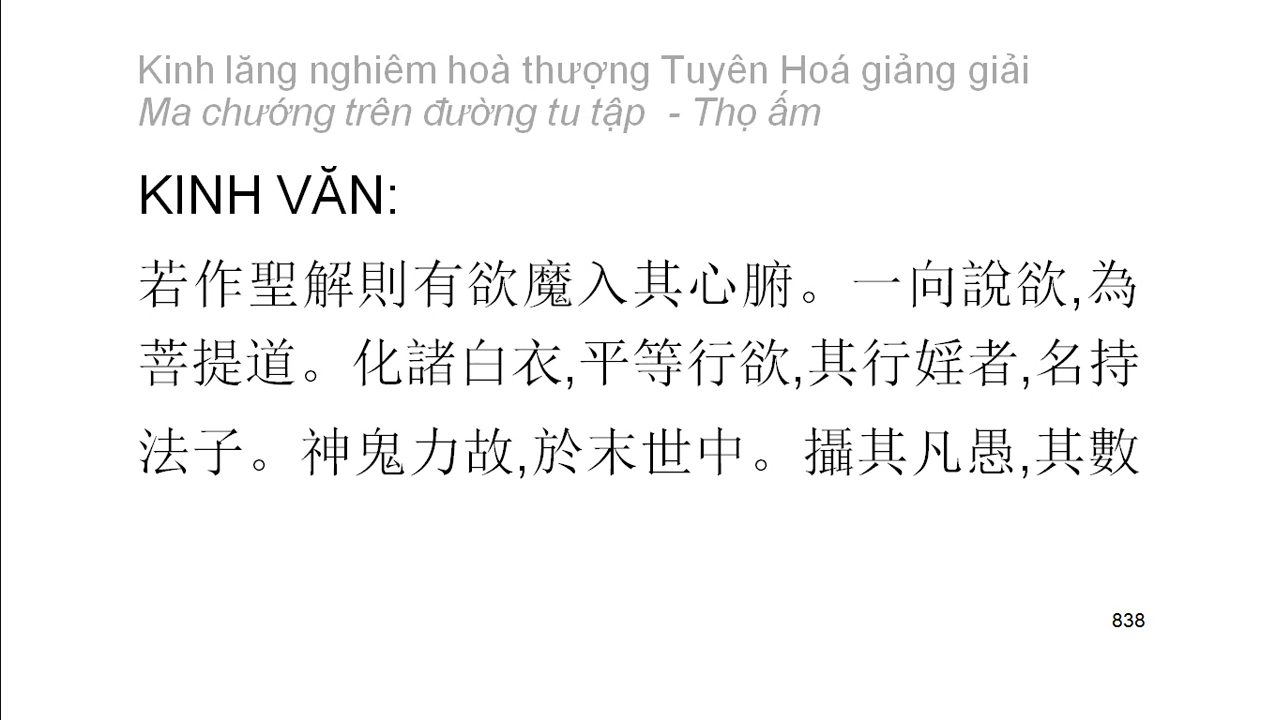 Kinh lăng nghiêm hoà thượng Tuyên Hoá giảng giải
Ma chướng trên đường tu tập - Thọ ấm
KINH VĂN:
若作聖解則有欲魔入其心腑。一向說欲,為
菩提道。化諸白衣,平等行欲,其行婬者,名持
法子。神鬼力故,於末世中。攝其凡愚,其數
838